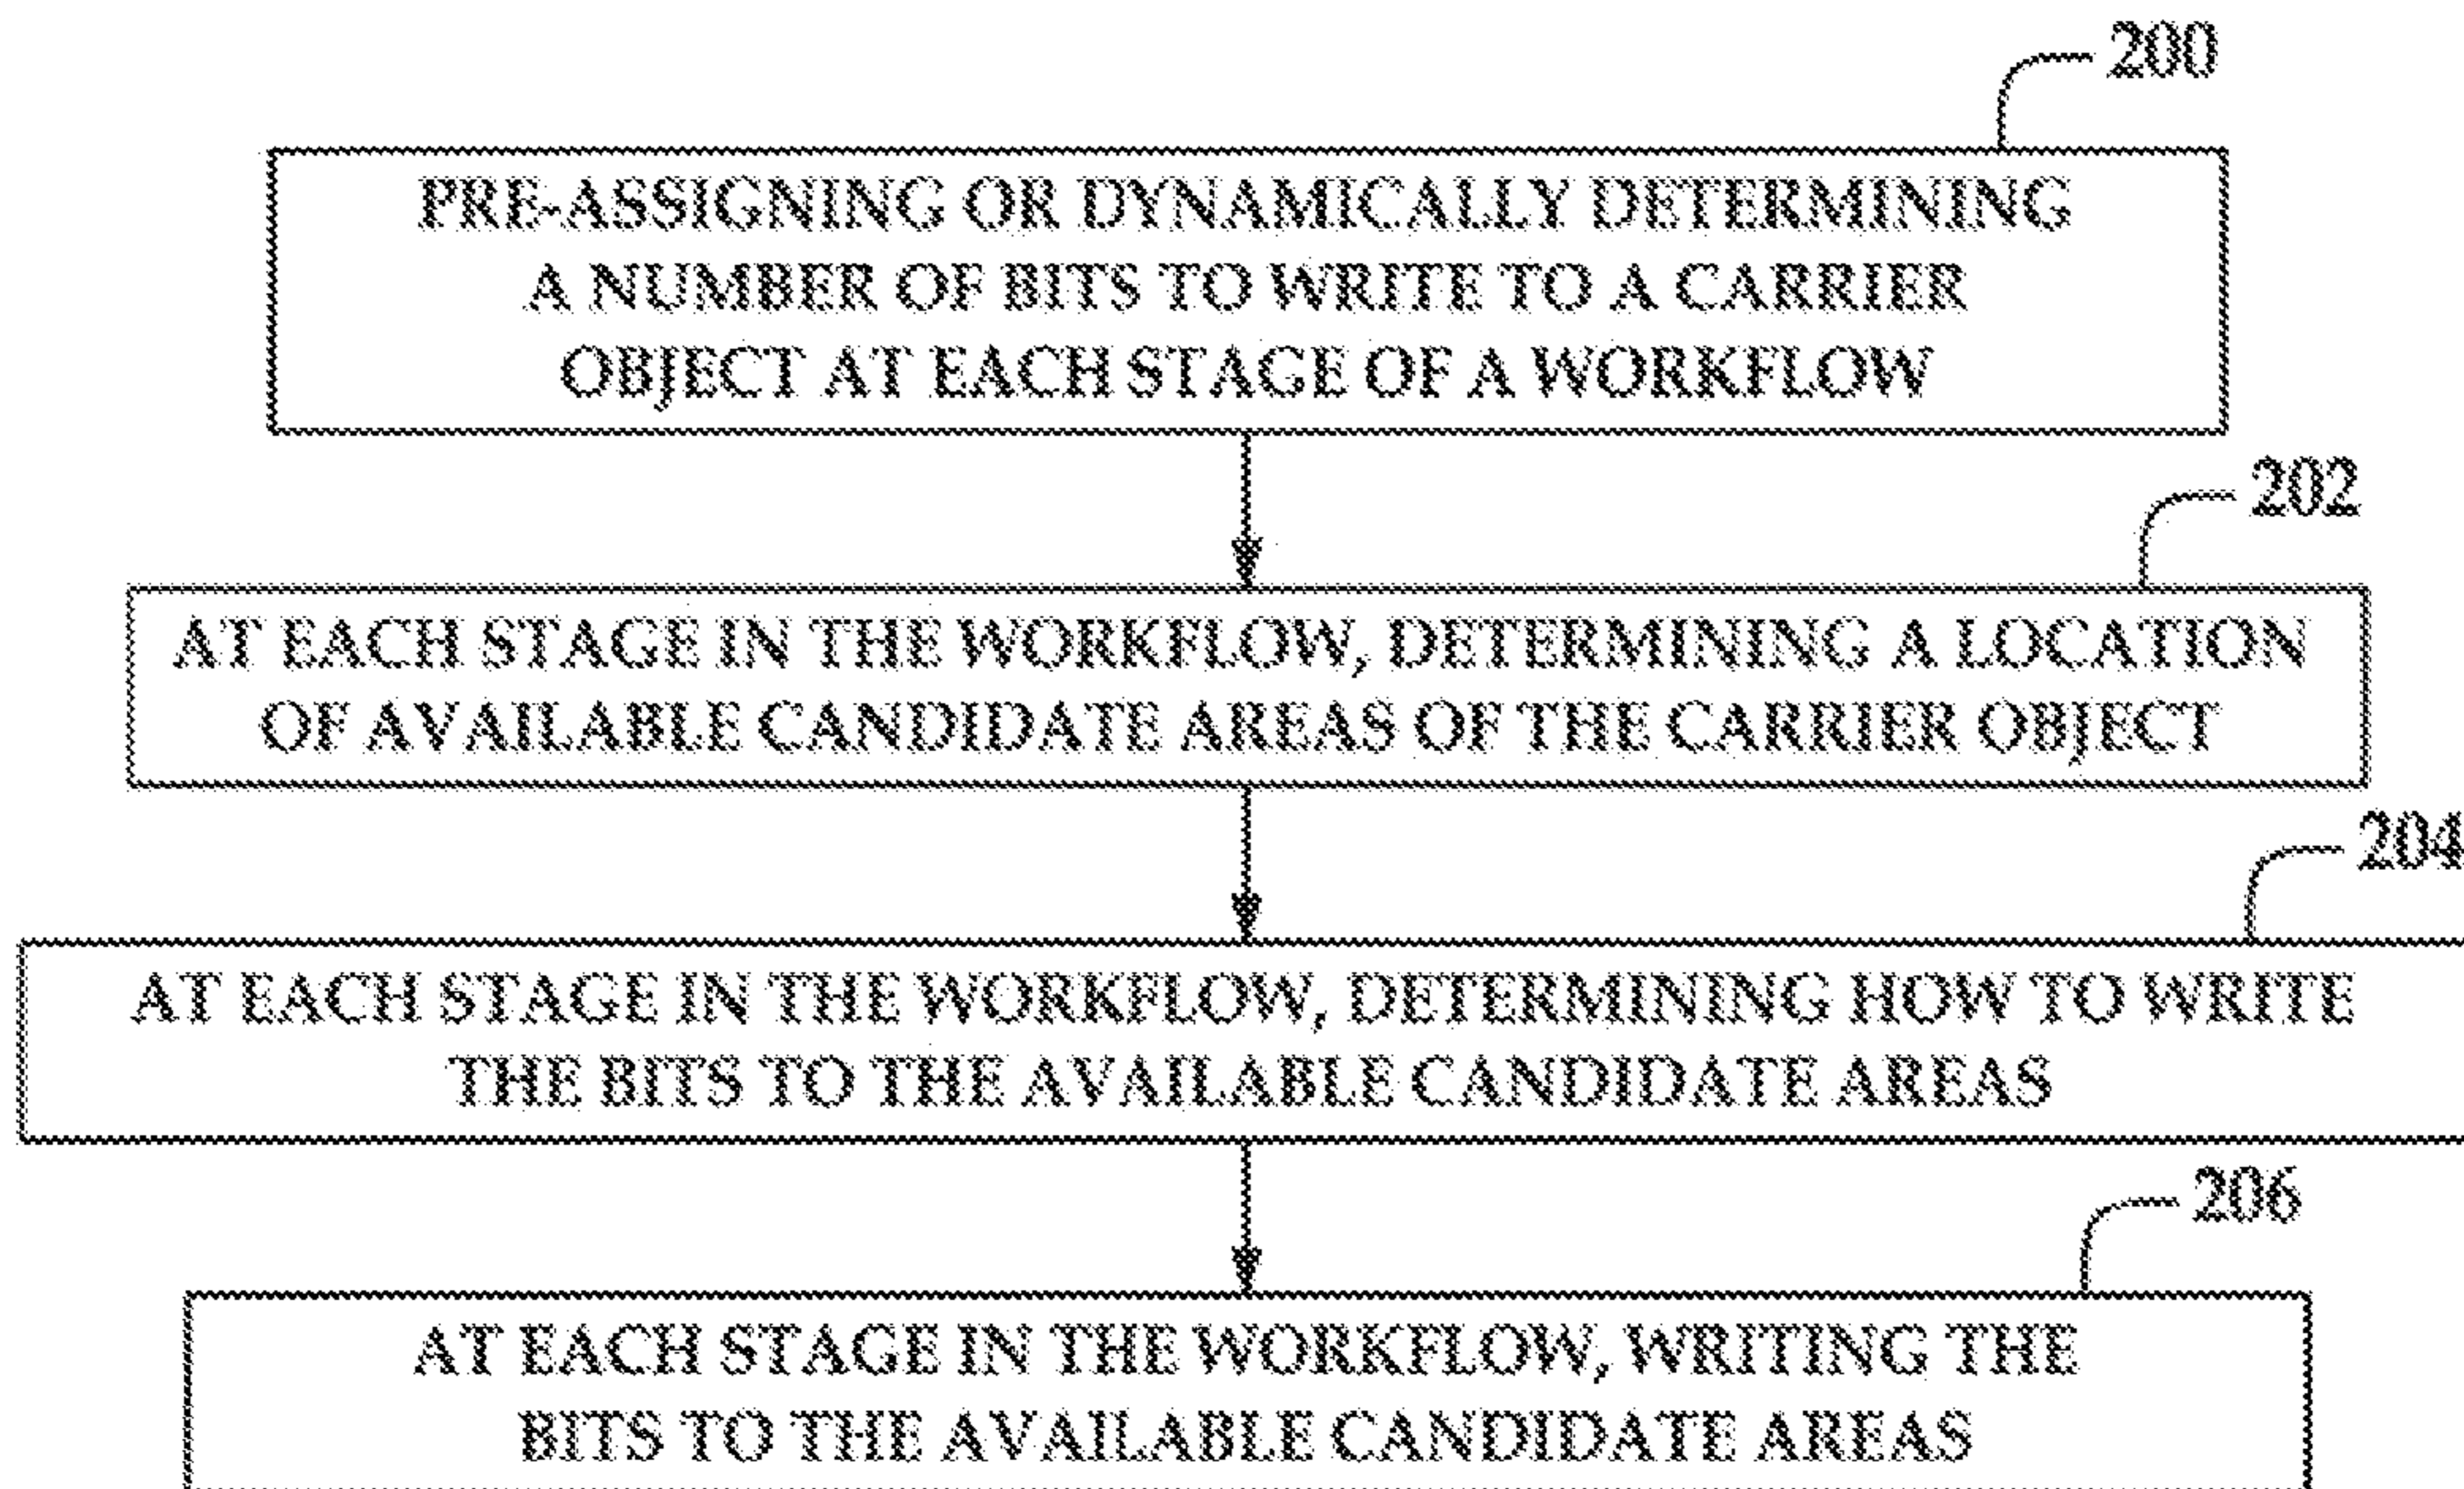 200
PRE-ASSIGNING OR DYNAMICALLY DETERMINING
A NUMBER OF BITS TO WRITE TO A CARRIER
OBJECT AT EACH STAGE OF A WORKFLOW
202
AT EACH STAGE IN THE WORKFLOW, DETERMINING A LOCATION
OF AVAILABLE CANDIDATE AREAS OF THE CARRIER OBJECT
204
AT EACH STAGE IN THE WORKFLOW, DETERMINING HOW TO WRITE
THE BITS TO THE AVAILABLE CANDIDATE AREAS
206
AT EACH STAGE IN THE WORKFLOW, WRITING THE
BITS TO THE AVAILABLE CANDIDATE AREAS